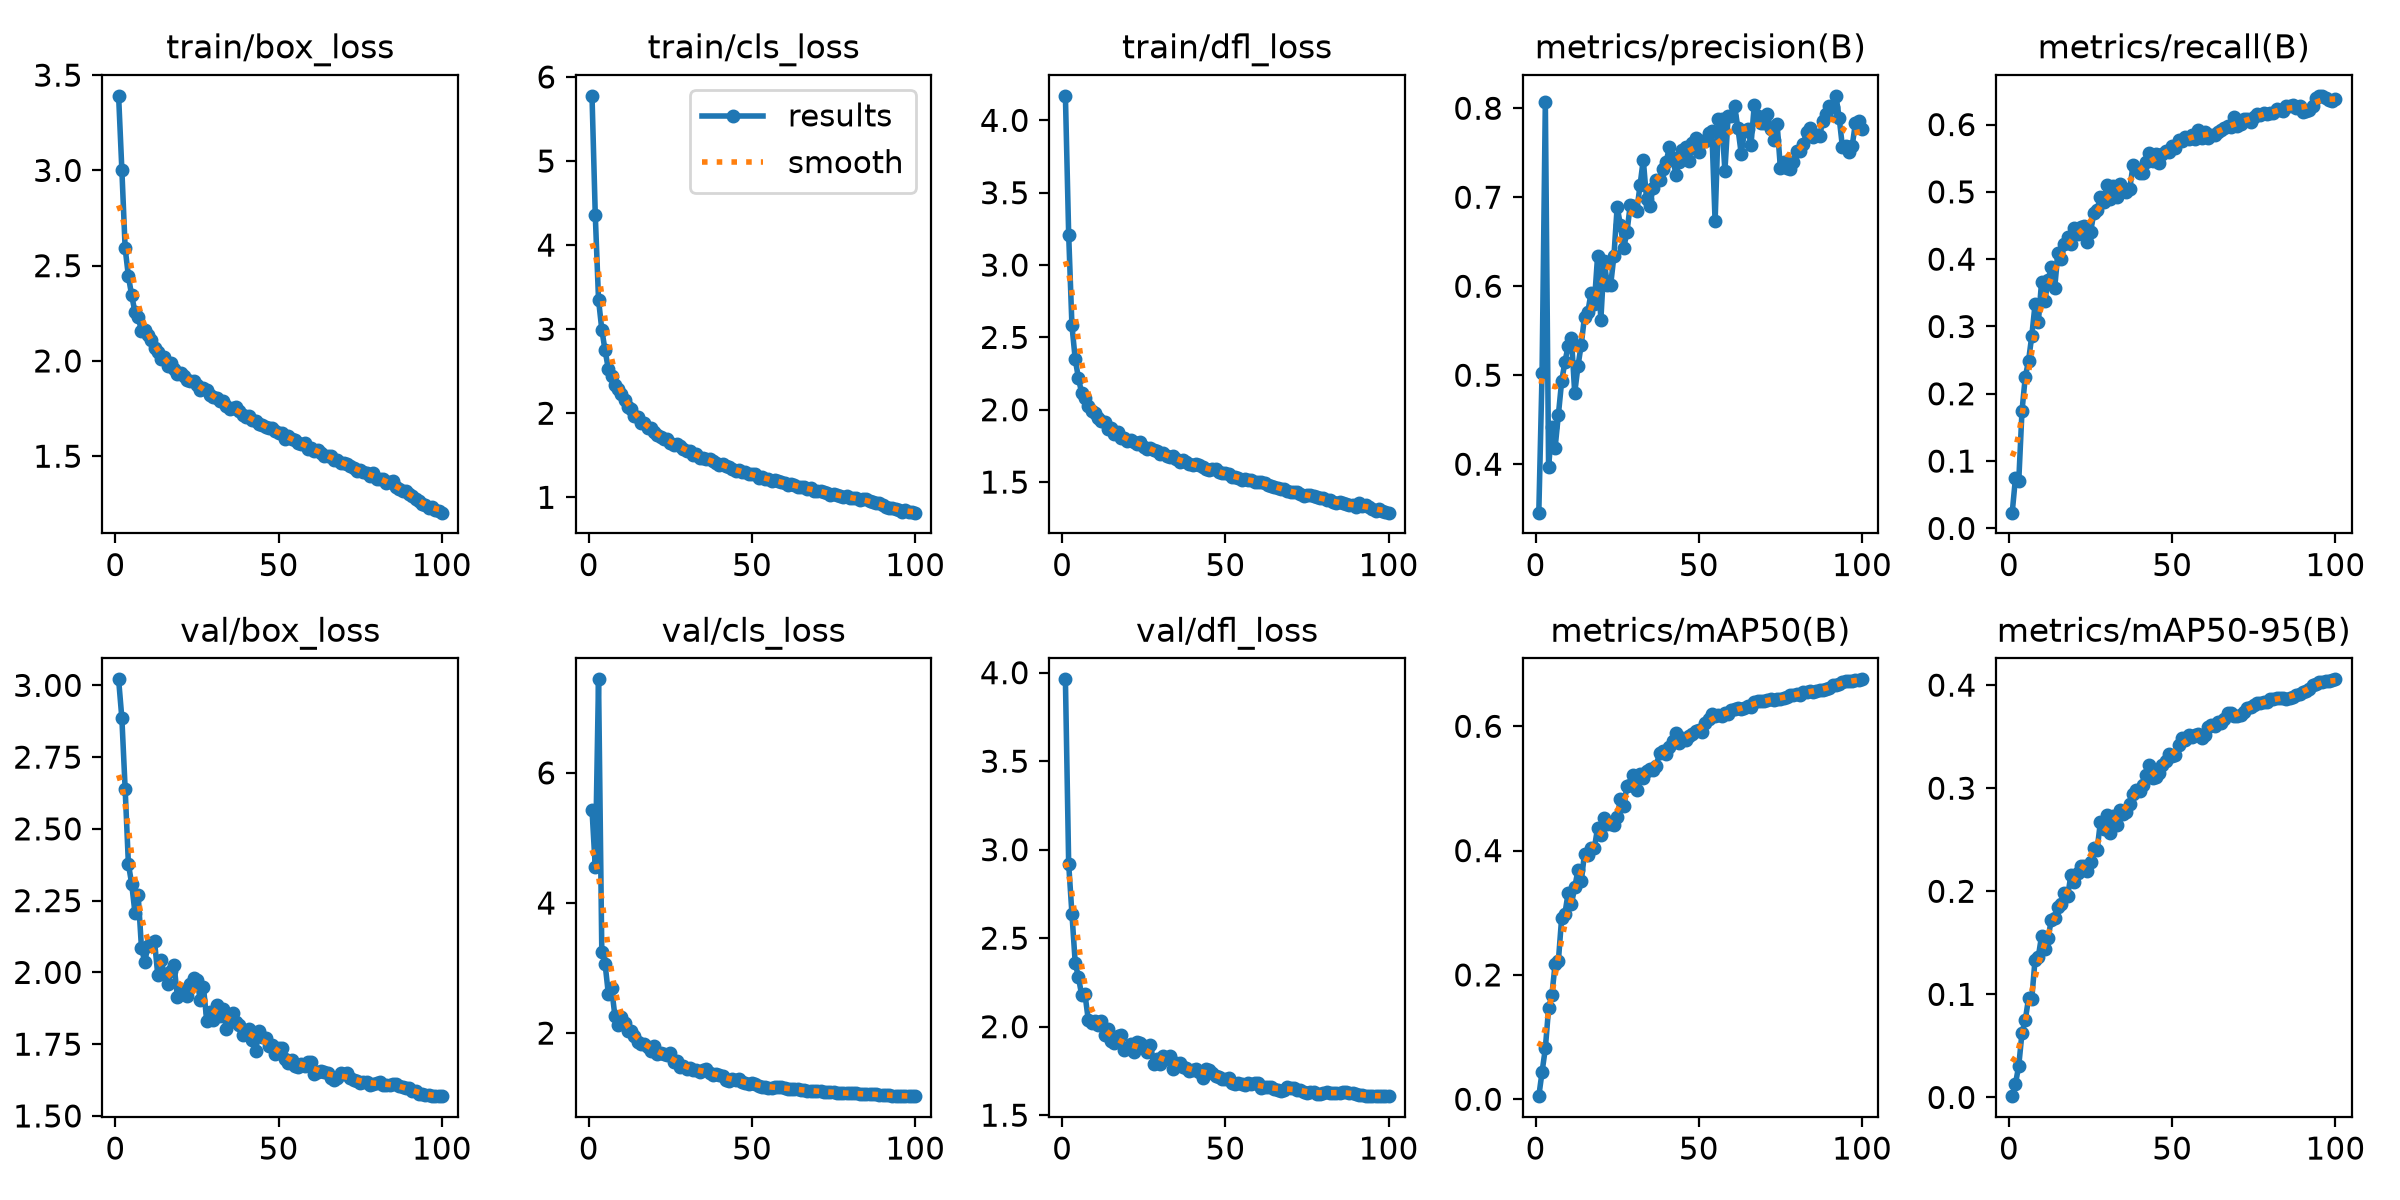 train/box_loss
3.5
3.0
2.5
2.0
1.5
0 50 100
train/cls_loss
results
smooth
6
5
4
3
2
1
0 50 100
train/dfl_loss
4.0
3.5
3.0
2.5
2.0
1.5
0 50 100
metrics/precision(B)
0.8
0.7
0.6
0.5
0.4
0 50 100
metrics/recall(B)
0.6
0.5
0.4
0.3
0.2
0.1
0.0
0 50 100
val/box_loss
3.00
2.75
2.50
2.25
2.00
1.75
1.50
0 50 100
val/cls_loss
6
4
2
0 50 100
val/dfl_loss
4.0
3.5
3.0
2.5
2.0
1.5
0 50 100
metrics/mAP50(B)
0.6
0.4
0.2
0.0
0 50 100
metrics/mAP50-95(B)
0.4
0.3
0.2
0.1
0.0
0 50 100